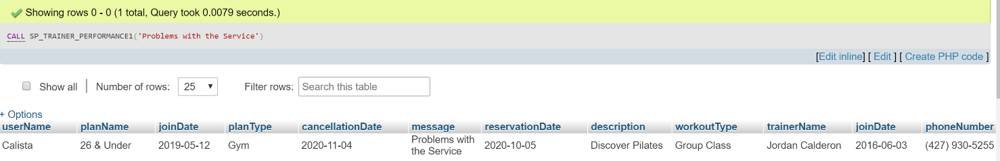 Showing rows 0 - 0 (1 total, Query took 0.0079 seconds.)
CALL SP_TRAINER_PERFORMANCE1('Problems with the Service')
[Edit inline] [ Edit ] [ Create PHP code ]
Show all Number of rows: 25 Filter rows: Search this table
+ Options
userName planName joinDate planType cancellationDate message reservationDate description workoutType trainerName joinDate phoneNumber
Calista 26 & Under 2019-05-12 Gym 2020-11-04 Problems with the Service 2020-10-05 Discover Pilates Group Class Jordan Calderon 2016-06-03 (427) 930-5255